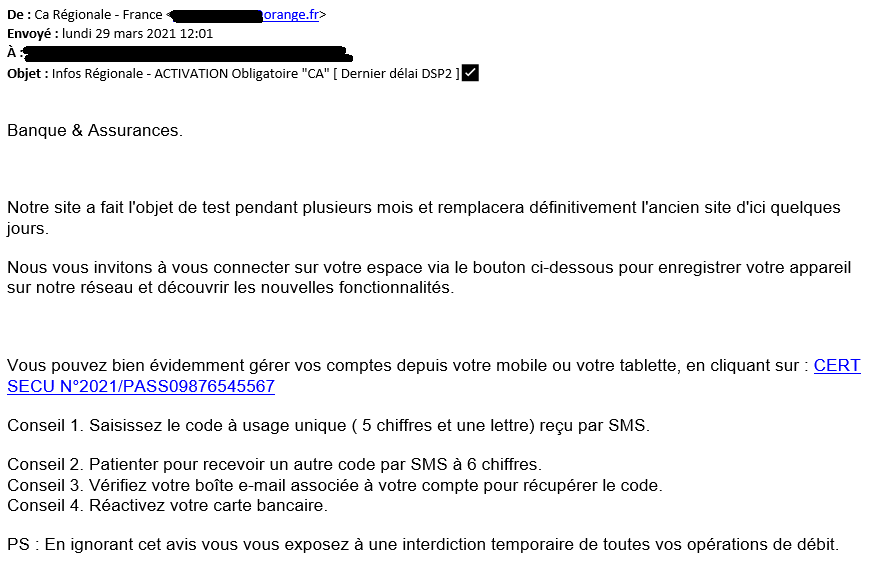 De : Ca Régionale - France < orange.fr>
Envoyé : lundi 29 mars 2021 12:01
À :
Objet : Infos Régionale - ACTIVATION Obligatoire "CA" [ Dernier délai DSP2 ]
Banque & Assurances.
Notre site a fait l'objet de test pendant plusieurs mois et remplacera définitivement l'ancien site d'ici quelques
jours.
Nous vous invitons à vous connecter sur votre espace via le bouton ci-dessous pour enregistrer votre appareil
sur notre réseau et découvrir les nouvelles fonctionnalités.
Vous pouvez bien évidemment gérer vos comptes depuis votre mobile ou votre tablette, en cliquant sur : CERT
SECU N°2021/PASS09876545567
Conseil 1. Saisissez le code à usage unique ( 5 chiffres et une lettre) reçu par SMS.
Conseil 2. Patienter pour recevoir un autre code par SMS à 6 chiffres.
Conseil 3. Vérifiez votre boîte e-mail associée à votre compte pour récupérer le code.
Conseil 4. Réactivez votre carte bancaire.
PS : En ignorant cet avis vous vous exposez à une interdiction temporaire de toutes vos opérations de débit.